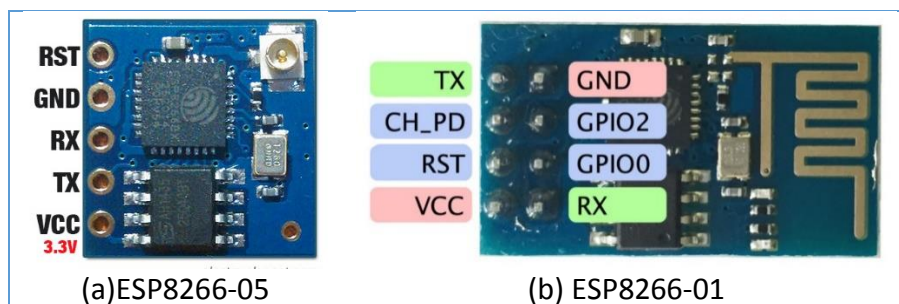 RST
GND
RX
TX
VCC
3.3V
TX GND
CH_PD GPIO2
RST GPIO0
VCC RX
(a)ESP8266-05
(b) ESP8266-01